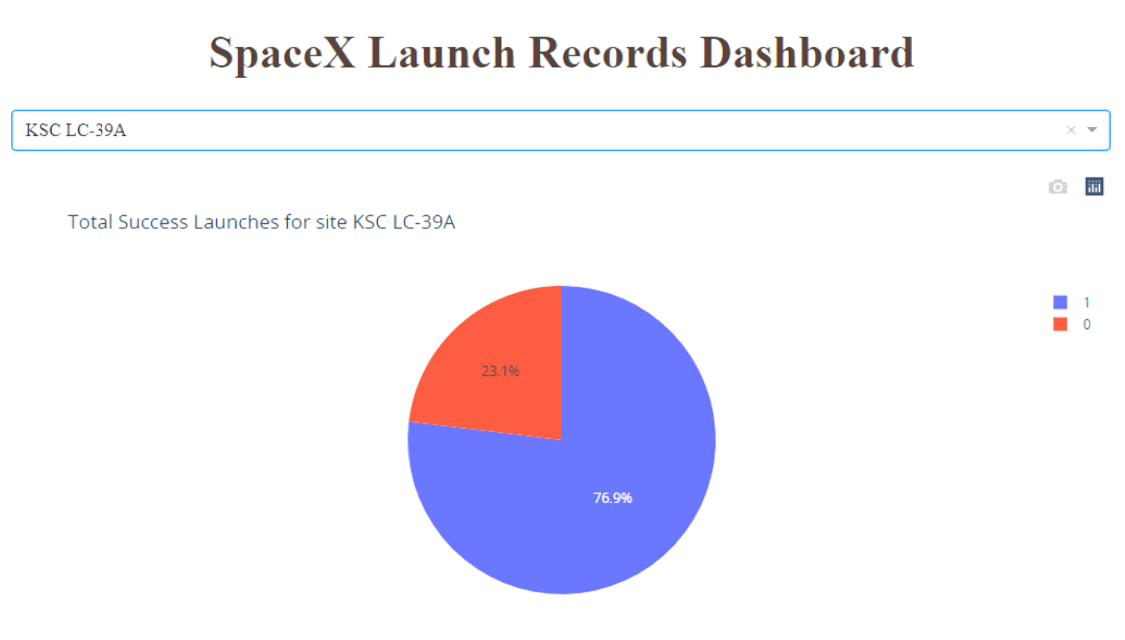 SpaceX Launch Records Dashboard
KSC LC-39A
Total Success Launches for site KSC LC-39A
1
0
23.1%
76.9%